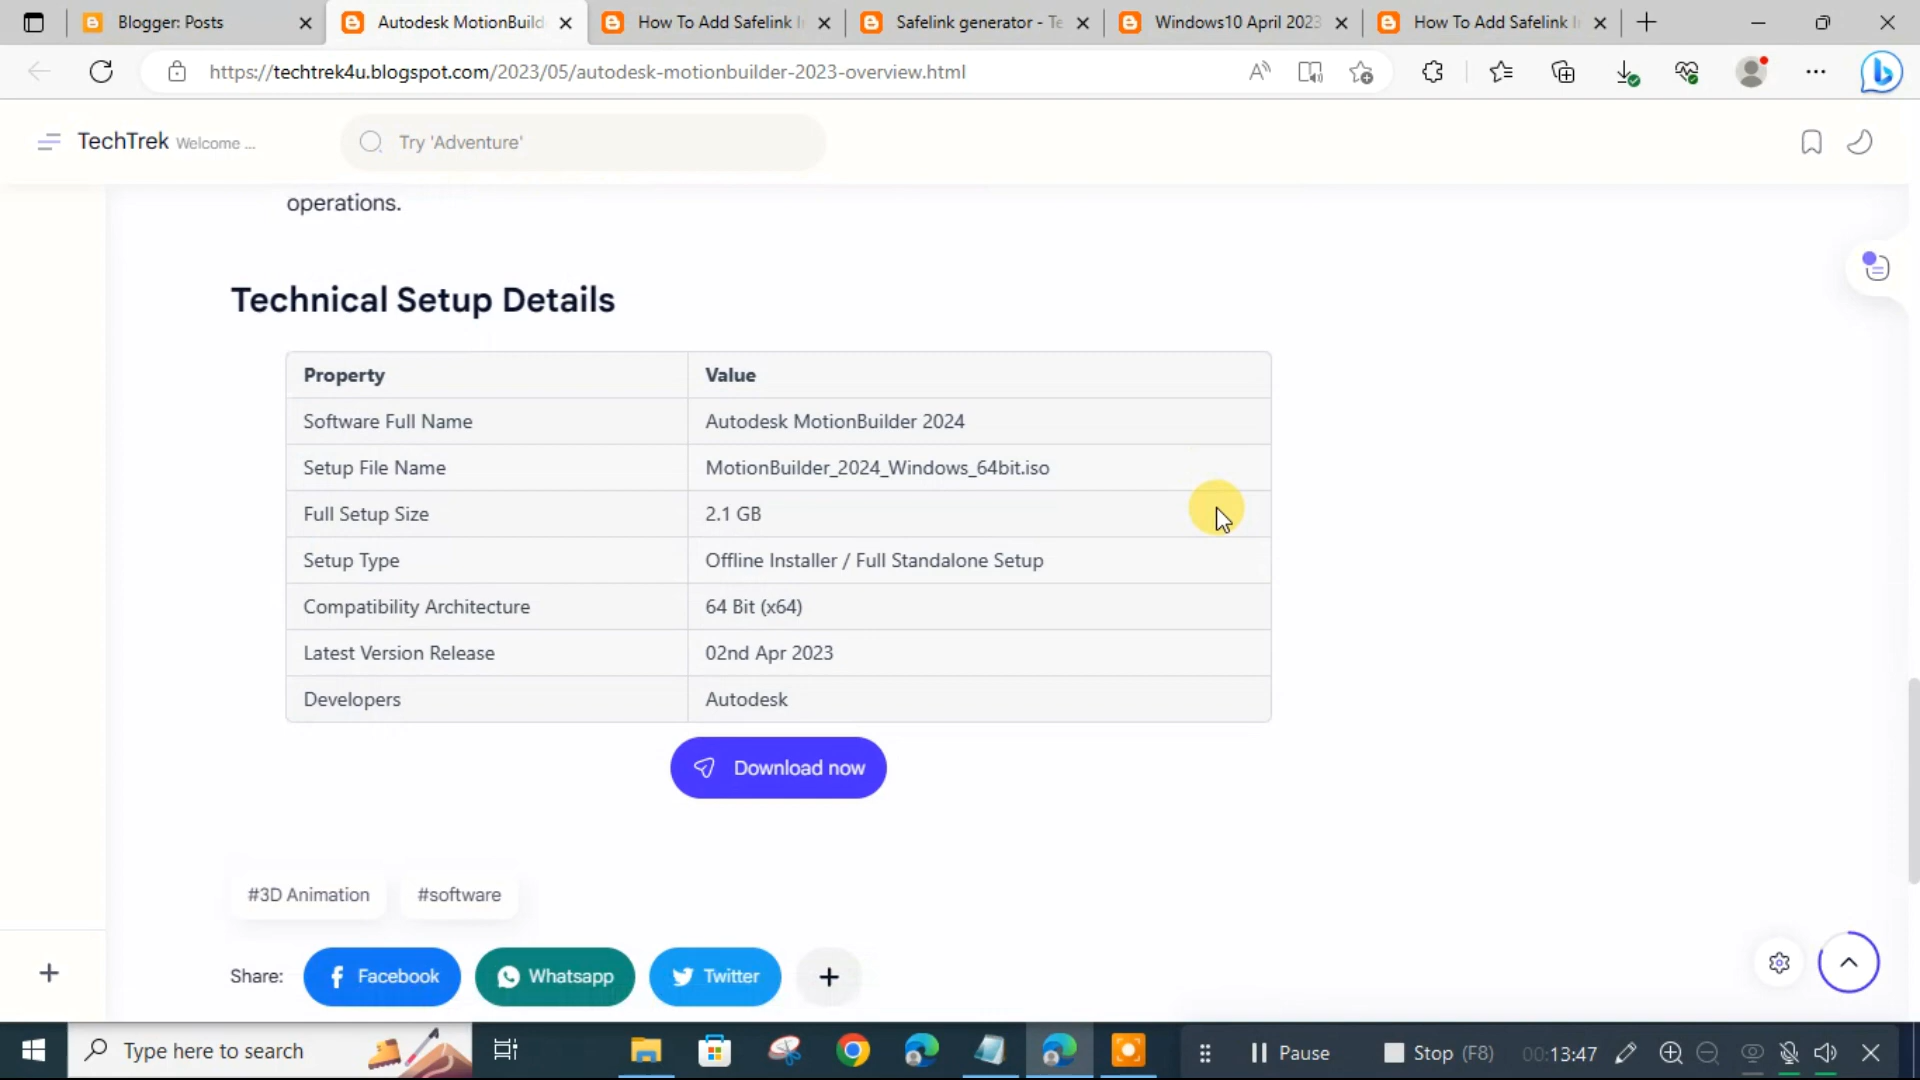 Blogger: Posts
Autodesk MotionBuild
How To Add Safelink I
Safelink generator - Te
Windows10 April 2023
How To Add Safelink I
https://techtrek4u.blogspot.com/2023/05/autodesk-motionbuilder-2023-overview.html
TechTrek Welcome ...
Try 'Adventure'
operations.
Technical Setup Details
Property Value
Software Full Name Autodesk MotionBuilder 2024
Setup File Name MotionBuilder_2024_Windows_64bit.iso
Full Setup Size 2.1 GB
Setup Type Offline Installer / Full Standalone Setup
Compatibility Architecture 64 Bit (x64)
Latest Version Release 02nd Apr 2023
Developers Autodesk
Download now
#3D Animation #software
Share: Facebook Whatsapp Twitter +
Type here to search
Pause
Stop (F8)
00:13:47